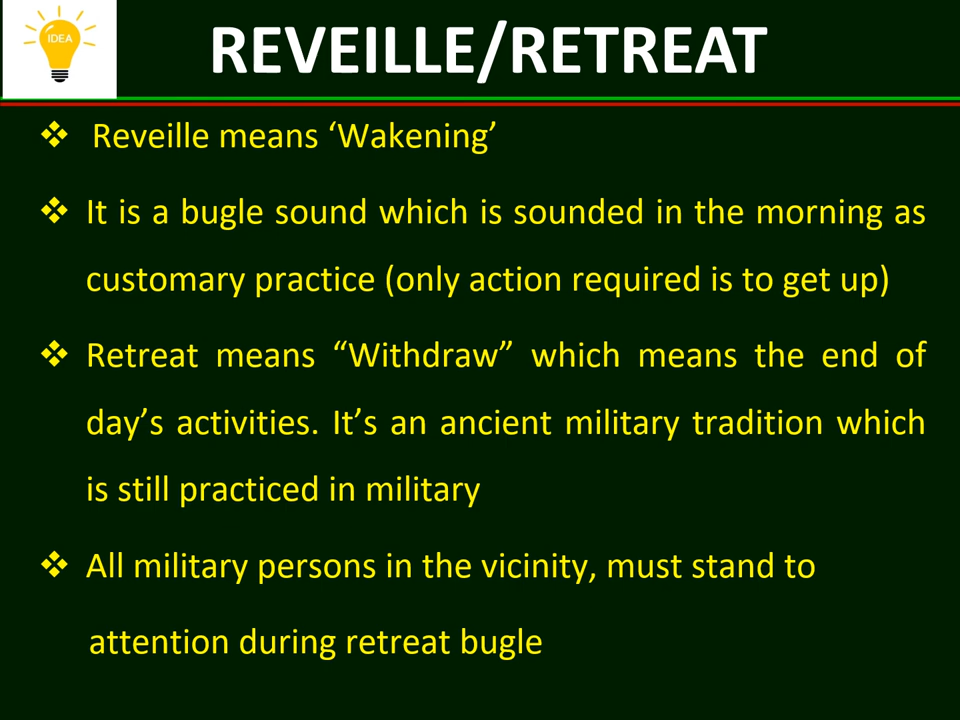 IDEA
REVEILLE/RETREAT
❖ Reveille means ‘Wakening’
❖ It is a bugle sound which is sounded in the morning as
customary practice (only action required is to get up)
❖ Retreat means “Withdraw” which means the end of
day’s activities. It’s an ancient military tradition which
is still practiced in military
❖ All military persons in the vicinity, must stand to
attention during retreat bugle